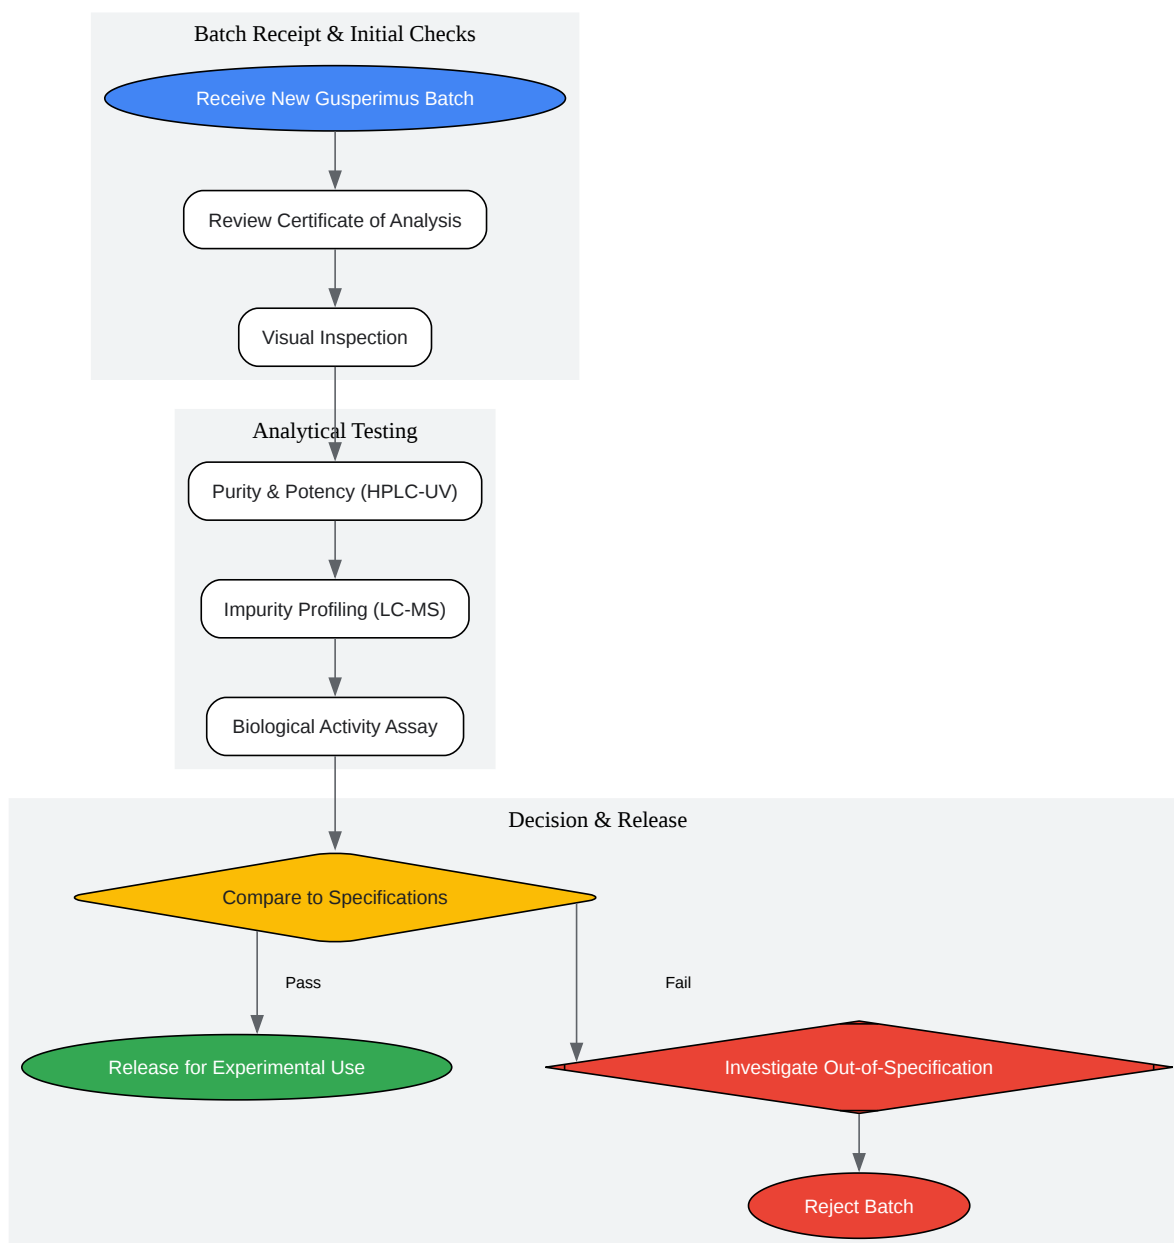 Batch Receipt & Initial Checks
Receive New Gusperimus Batch
Review Certificate of Analysis
Visual Inspection
Analytical Testing
Purity & Potency (HPLC-UV)
Impurity Profiling (LC-MS)
Biological Activity Assay
Decision & Release
Compare to Specifications
Pass
Fail
Release for Experimental Use
Investigate Out-of-Specification
Reject Batch